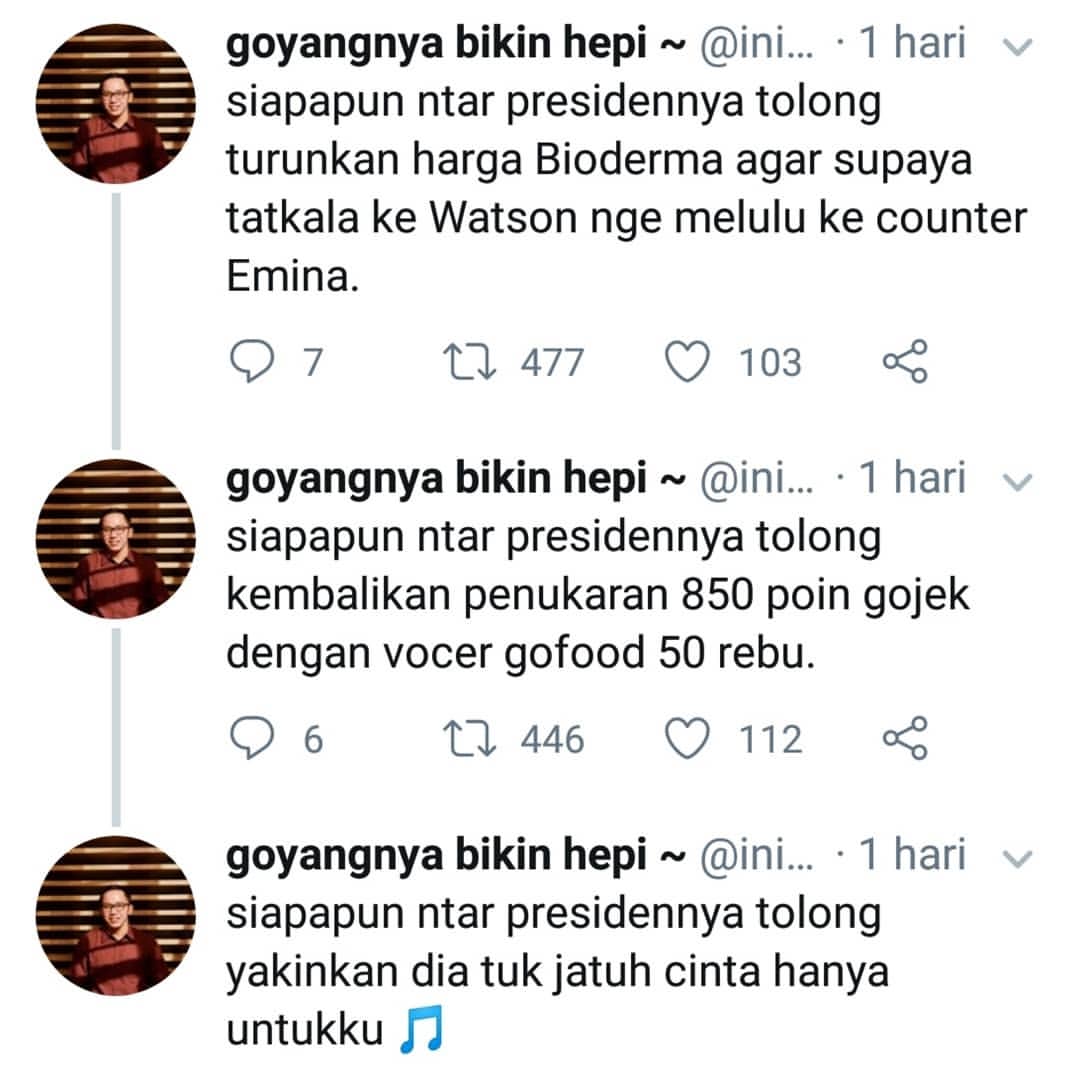 goyangnya bikin hepi ~ @ini... · 1 hari
siapapun ntar presidennya tolong
turunkan harga Bioderma agar supaya
tatkala ke Watson nge melulu ke counter
Emina.
7 477 103
goyangnya bikin hepi ~ @ini... · 1 hari
siapapun ntar presidennya tolong
kembalikan penukaran 850 poin gojek
dengan vocer gofood 50 rebu.
6 446 112
goyangnya bikin hepi ~ @ini... · 1 hari
siapapun ntar presidennya tolong
yakinkan dia tuk jatuh cinta hanya
untukku 🎵